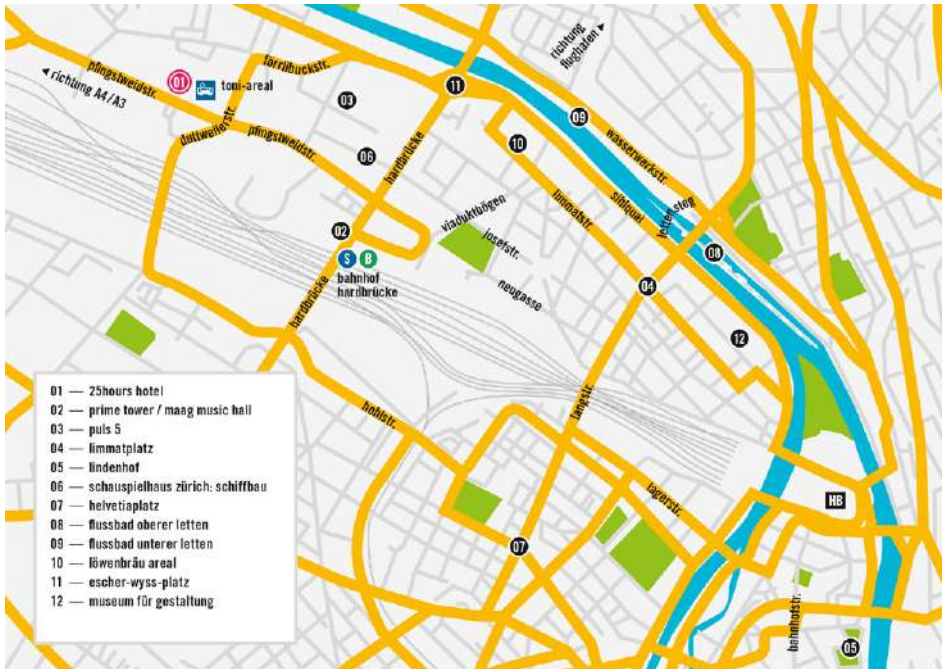 richtung
flughafen
pfingstweidstr.
richtung A4/A3
01
toni-areal
förrlibuckstr.
03
11
09
wasserwerkstr.
duttweilerstr.
pfingstweidstr.
06
hardbrücke
10
limmatstr.
sihlquai
lettensteg
08
viaduktbögen
josefstr.
neugasse
02
S B
bahnhof
hardbrücke
hardbrücke
04
12
langstr.
hohlstr.
lagerstr.
HB
07
bahnhofstr.
05
01 — 25hours hotel
02 — prime tower / maag music hall
03 — puls 5
04 — limmatplatz
05 — lindenhof
06 — schauspielhaus zürich: schiffbau
07 — helvetiaplatz
08 — flussbad oberer letten
09 — flussbad unterer letten
10 — löwenbräu areal
11 — escher-wyss-platz
12 — museum für gestaltung